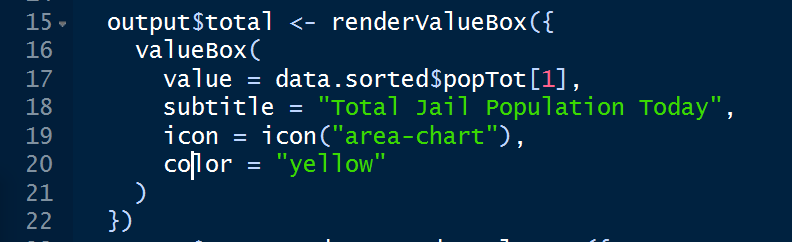 15 output$total <- renderValueBox({
16 valueBox(
17 value = data.sorted$popTot[1],
18 subtitle = "Total Jail Population Today",
19 icon = icon("area-chart"),
20 color = "yellow"
21 )
22 })